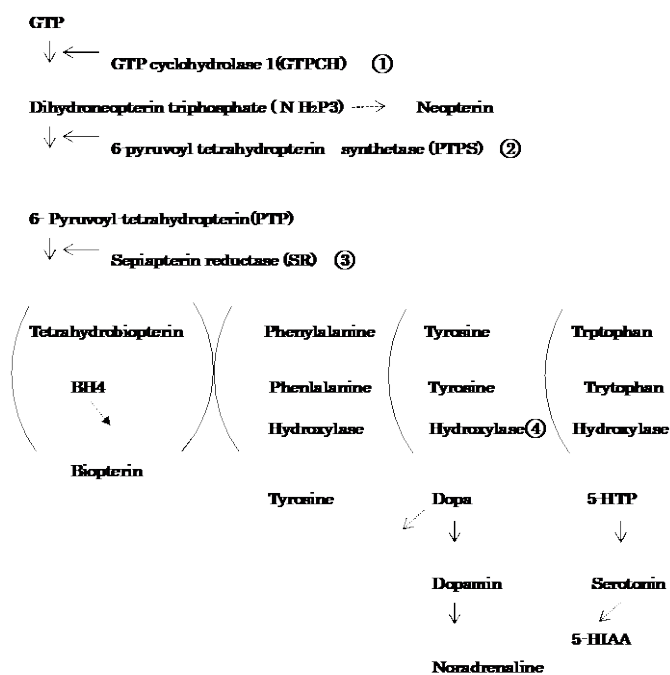 GTP
GTP cyclohydrolase 1(GTPCH) ①
Dihydroneopterin triphosphate ( N H₂P3) Neopterin
6-pyruvoyl tetrahydropterin synthetase (PTPS) ②
6- Pyruvoyl-tetrahydropterin(PTP)
Sepiapterin reductase (SR) ③
Tetrahydrobiopterin Phenylalanine Tyrosine Trptophan
BH4 Phenlalanine Tyrosine Trytophan
Hydroxylase Hydroxylase④ Hydroxylase
Biopterin
Tyrosine Dopa 5-HTP
Dopamin Serotonin
5-HIAA
Noradrenaline